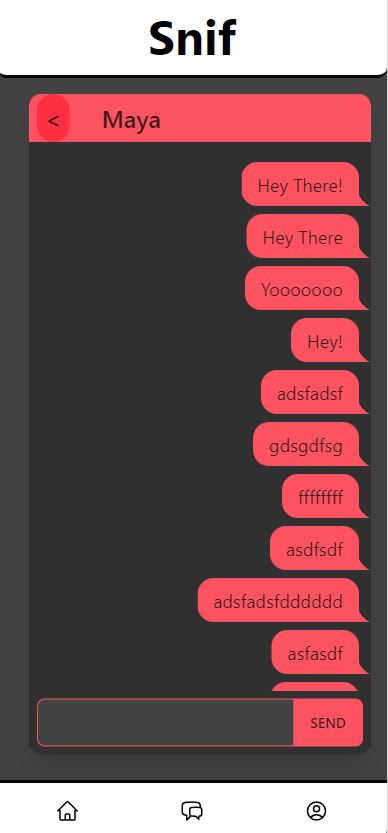 Snif
<
Maya
Hey There!
Hey There
Yooooooo
Hey!
adsfadsf
gdsgdfsg
ffffffff
asdfsdf
adsfadsfdddddd
asfasdf
SEND